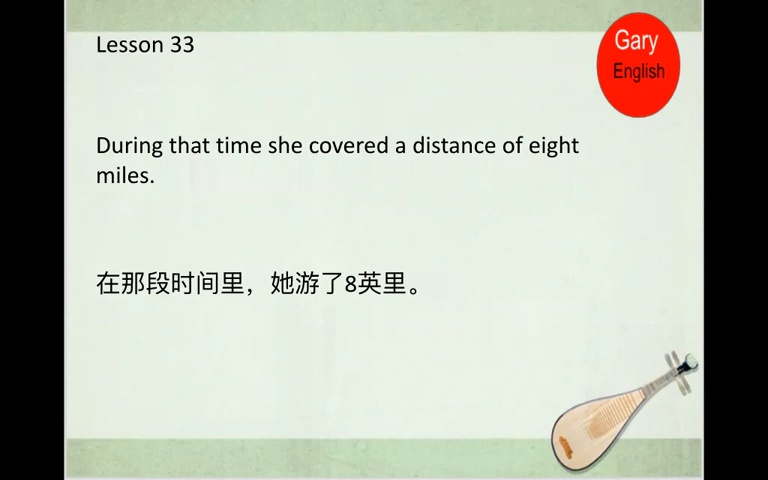 Lesson 33
Gary
English
During that time she covered a distance of eight
miles.
在那段时间里，她游了8英里。